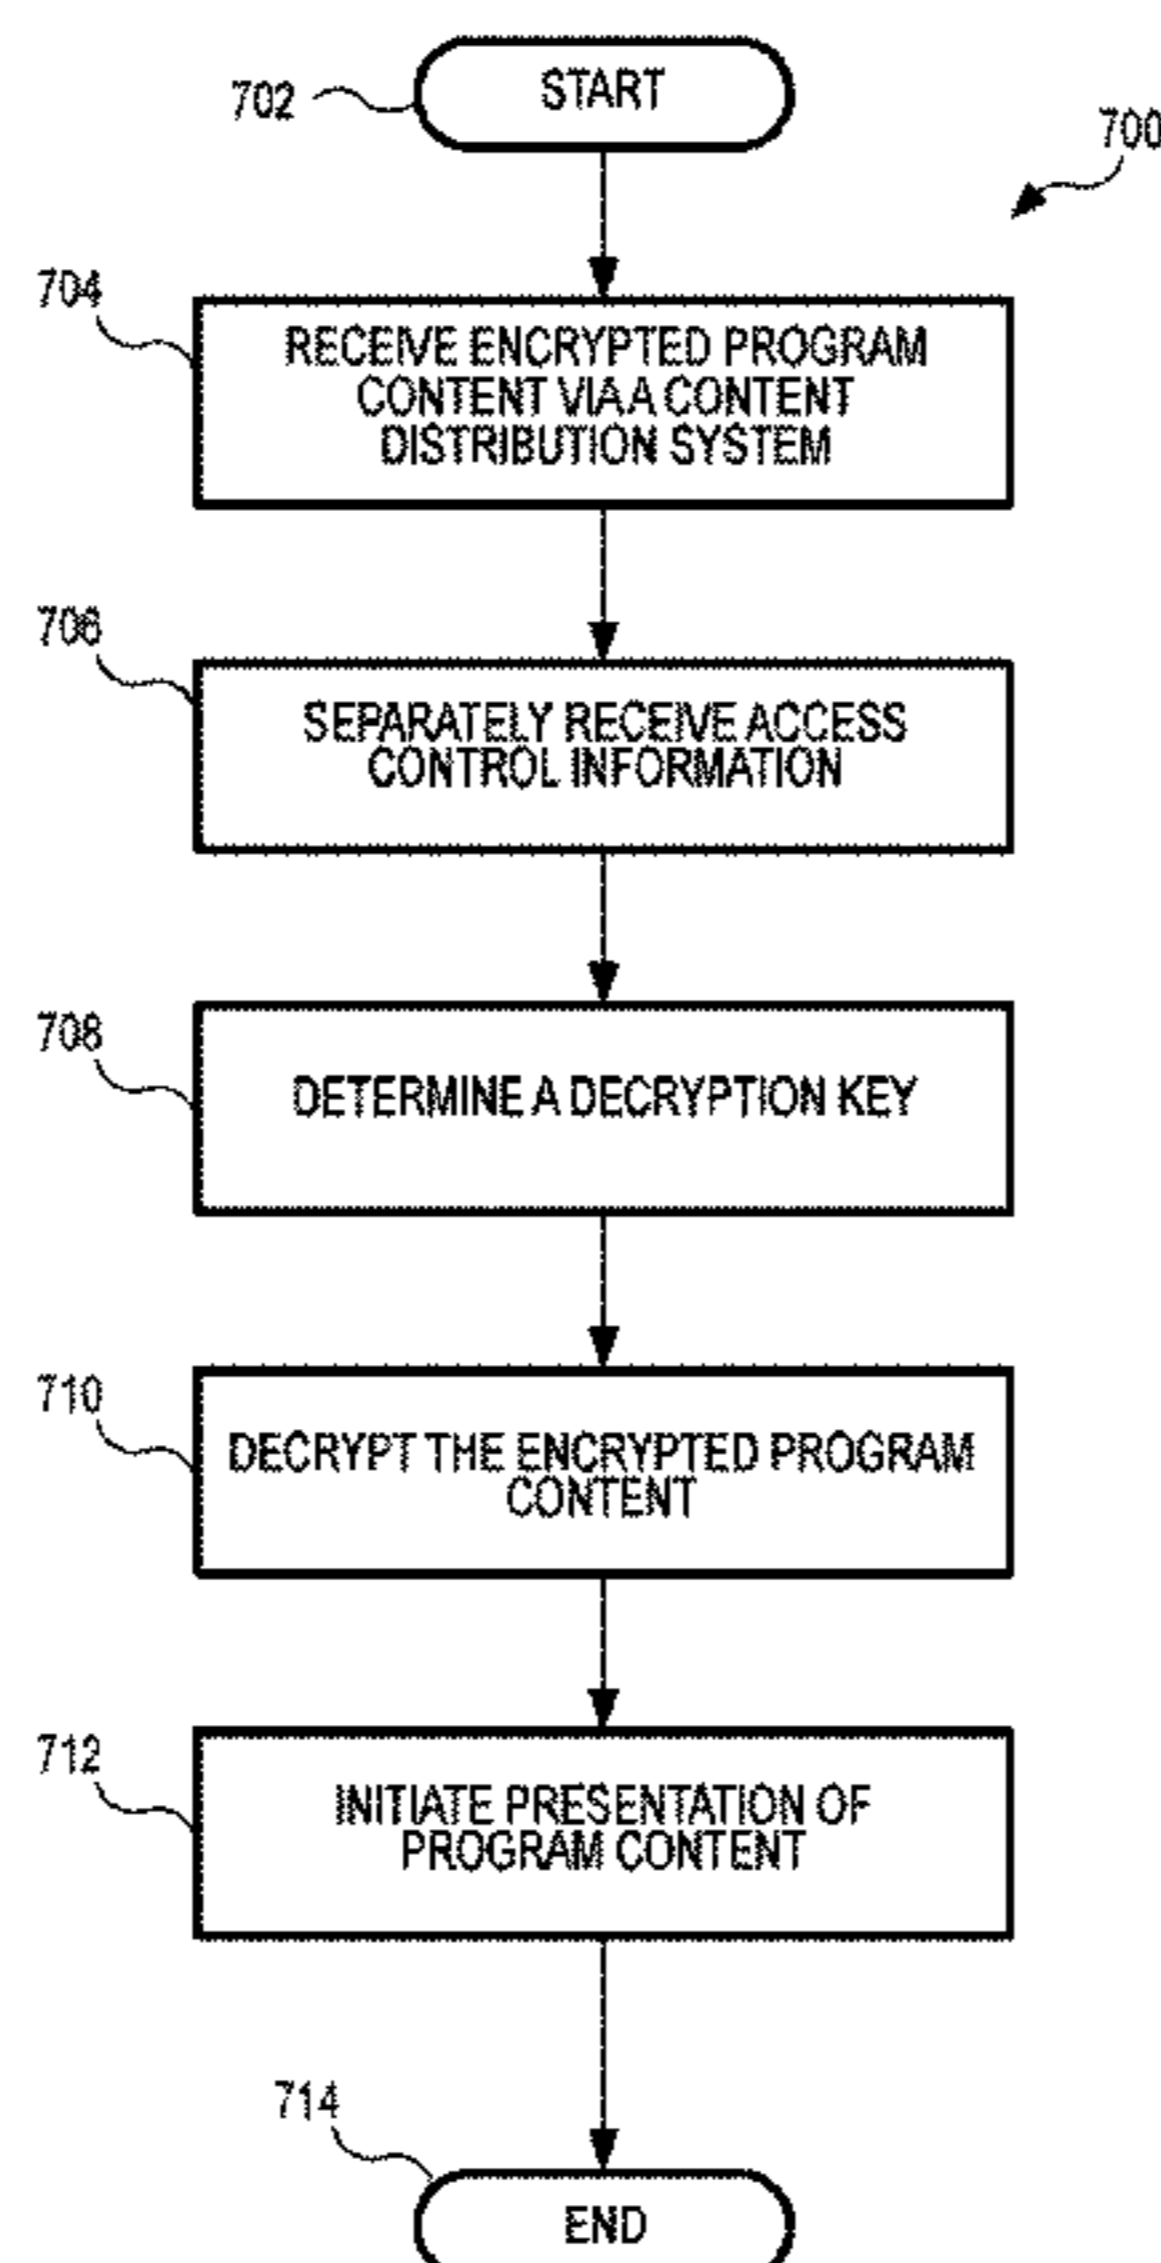 702
START
700
704
RECEIVE ENCRYPTED PROGRAM
CONTENT VIA A CONTENT
DISTRIBUTION SYSTEM
706
SEPARATELY RECEIVE ACCESS
CONTROL INFORMATION
708
DETERMINE A DECRYPTION KEY
710
DECRYPT THE ENCRYPTED PROGRAM
CONTENT
712
INITIATE PRESENTATION OF
PROGRAM CONTENT
714
END